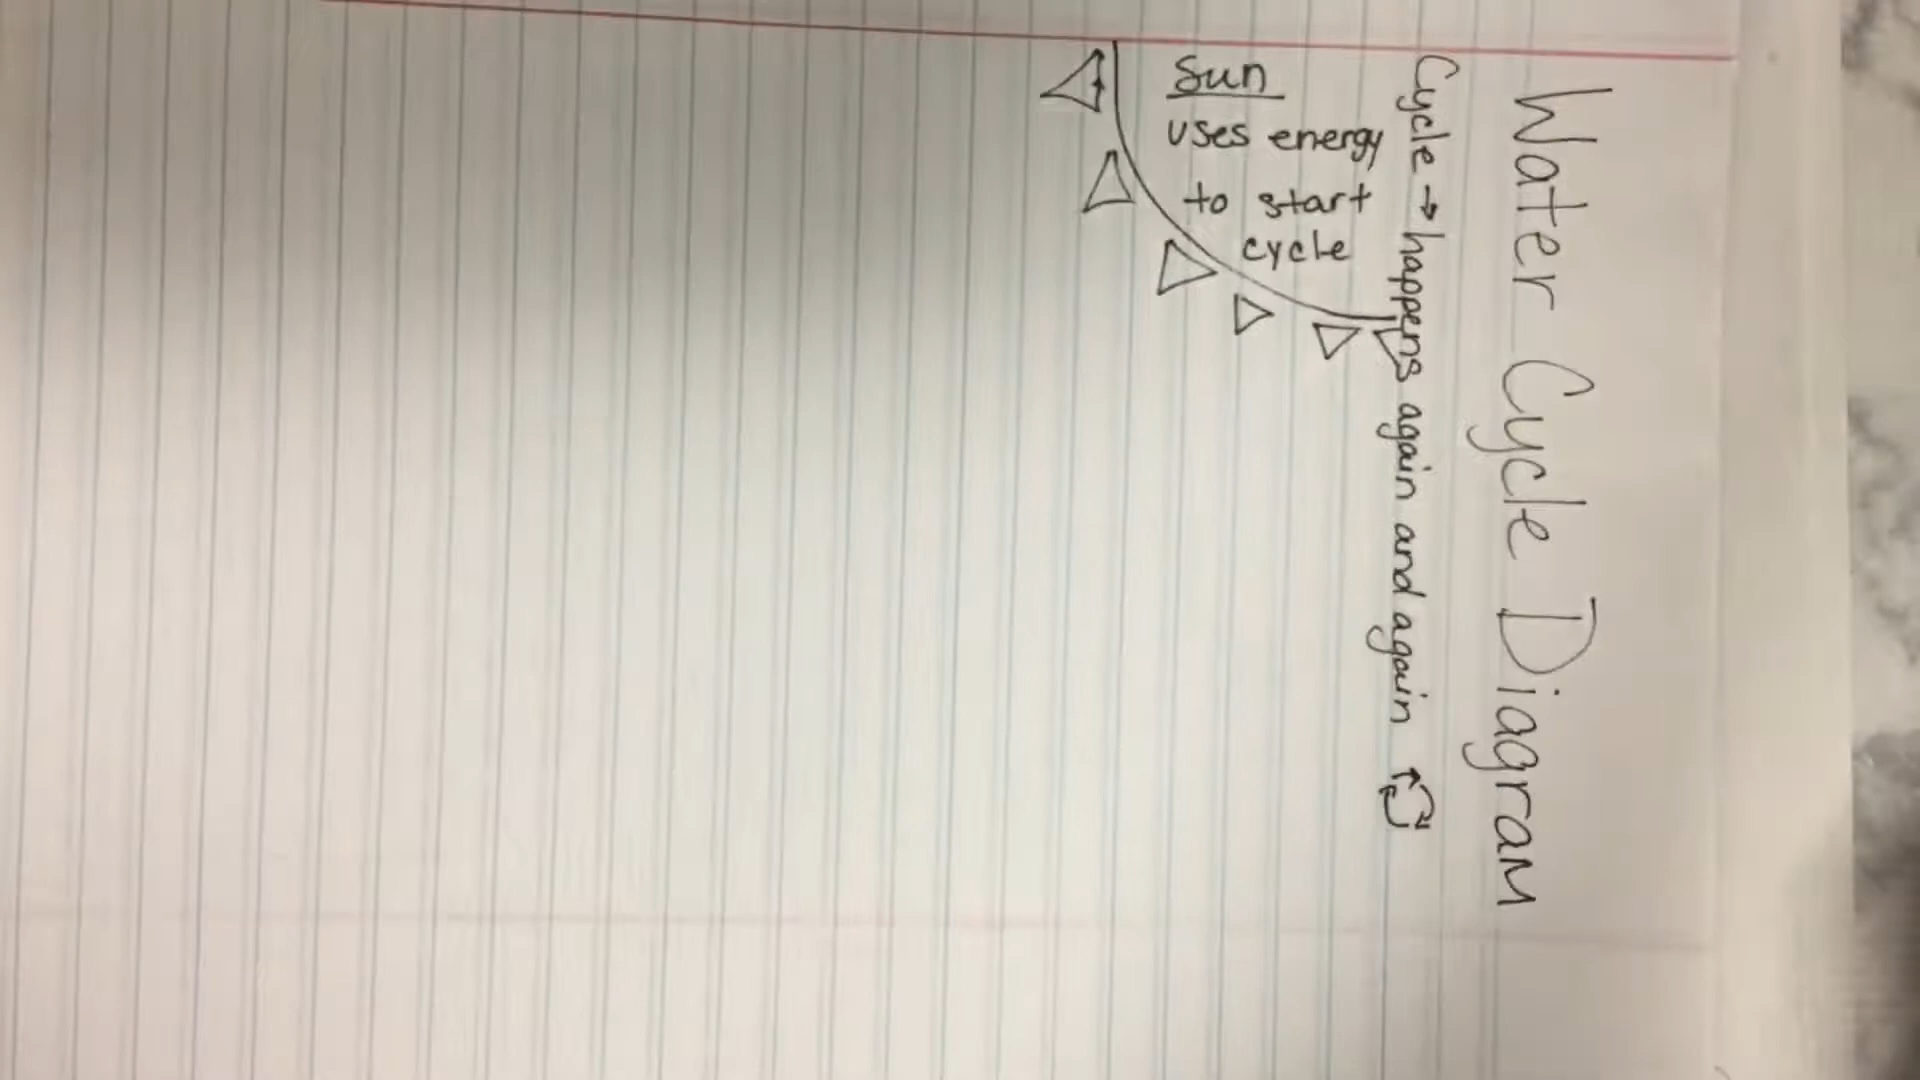 Water Cycle Diagram
Cycle → happens again and again
Sun
uses energy
to start
cycle